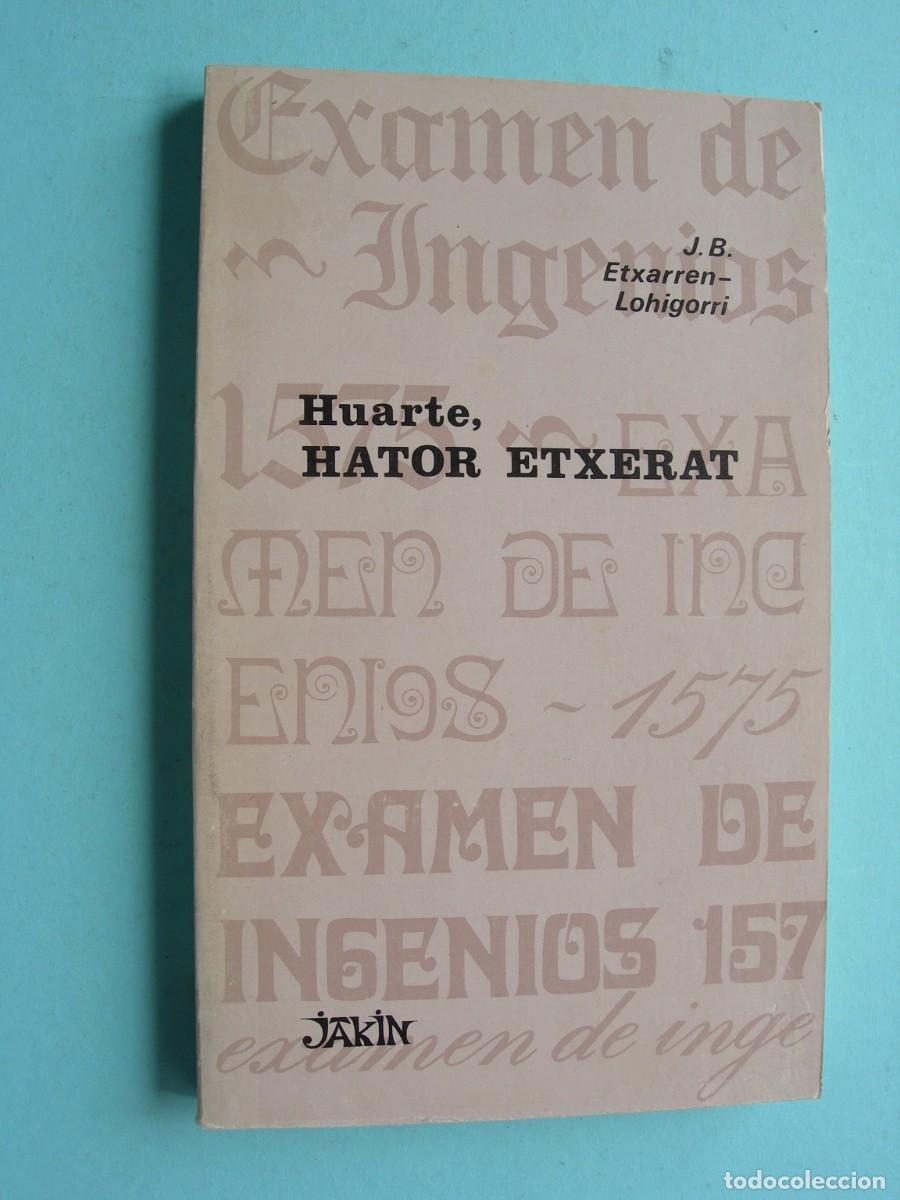 Examen de
~ Ingenios
J. B.
Etxarren-
Lohigorri
1575 ~ EXA
Huarte,
HATOR ETXERAT
MEN DE ING
ENIOS ~ 1575
EXAMEN DE
INGENIOS 157
JAKIN
examen de inge
todocoleccion